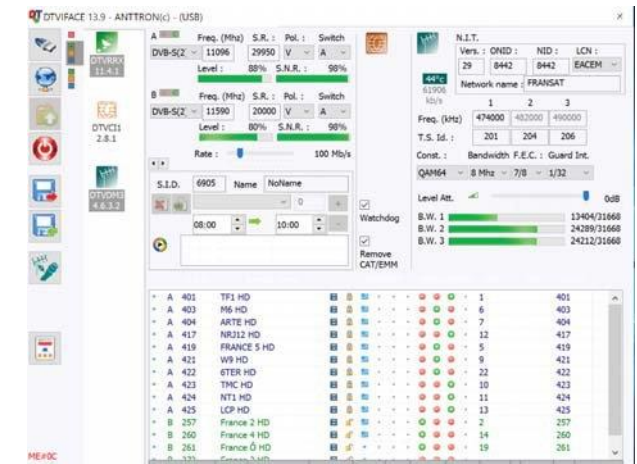 DTVIFACE 13.9 - ANTTRON(c) - (USB)
DTVRRX
11.4.1
DTVCI1
2.8.1
DTVDM3
4.6.3.2
ME#0C
A Freq. (Mhz) S.R. : Pol. : Switch
DVB-S(2) 11096 29950 V A
Level : 88% S.N.R. : 98%
B Freq. (Mhz) S.R. : Pol. : Switch
DVB-S(2) 11590 20000 V A
Level : 80% S.N.R. : 98%
Rate : 100 Mb/s
S.I.D. 6905 Name NoName
0
08:00 10:00
Watchdog
Remove
CAT/EMM
N.I.T.
Vers. : ONID : NID : LCN :
29 8442 8442 EACEM
44°c Network name : FRANSAT
61906
kb/s
1 2 3
Freq. (kHz) 474000 482000 490000
T.S. Id. : 201 204 206
Const. : Bandwidth F.E.C. : Guard Int.
QAM64 8 Mhz 7/8 1/32
Level Att. 0dB
B.W. 1 13404/31668
B.W. 2 24289/31668
B.W. 3 24212/31668
A 401 TF1 HD 1 401
A 403 M6 HD 6 403
A 404 ARTE HD 7 404
A 417 NRJ12 HD 12 417
A 419 FRANCE 5 HD 5 419
A 421 W9 HD 9 421
A 422 6TER HD 22 422
A 423 TMC HD 10 423
A 424 NT1 HD 11 424
A 425 LCP HD 13 425
B 257 France 2 HD 2 257
B 260 France 4 HD 14 260
B 261 France Ô HD 19 261